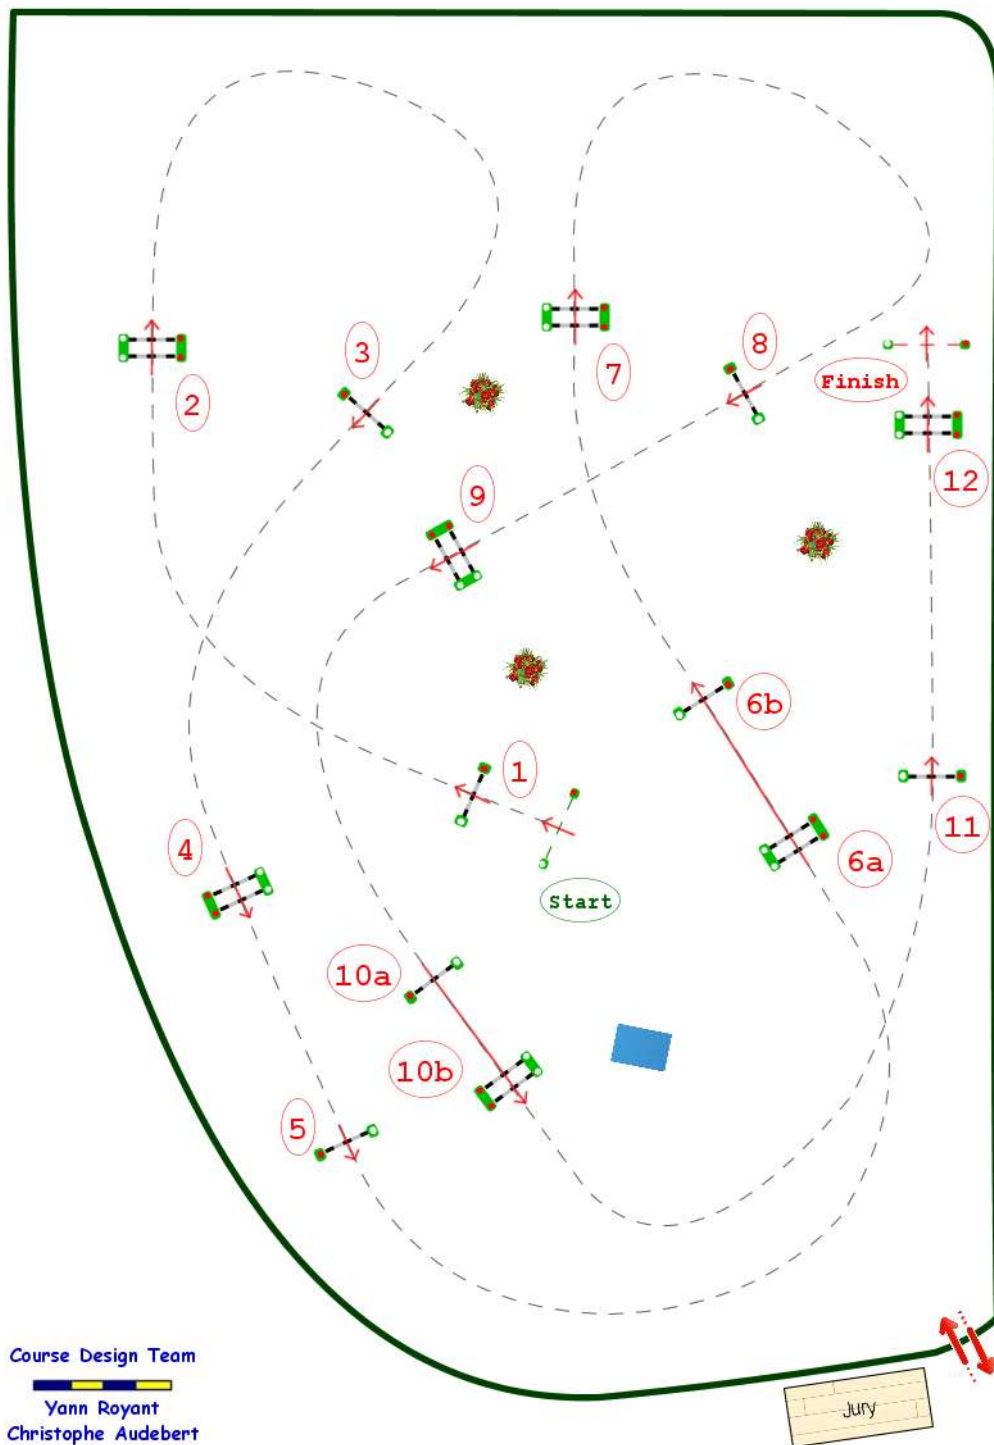 3
8
2
7
Finish
9
12
6b
1
4
11
6a
Start
10a
10b
5
Course Design Team
Yann Royant
Christophe Audebert
Jury